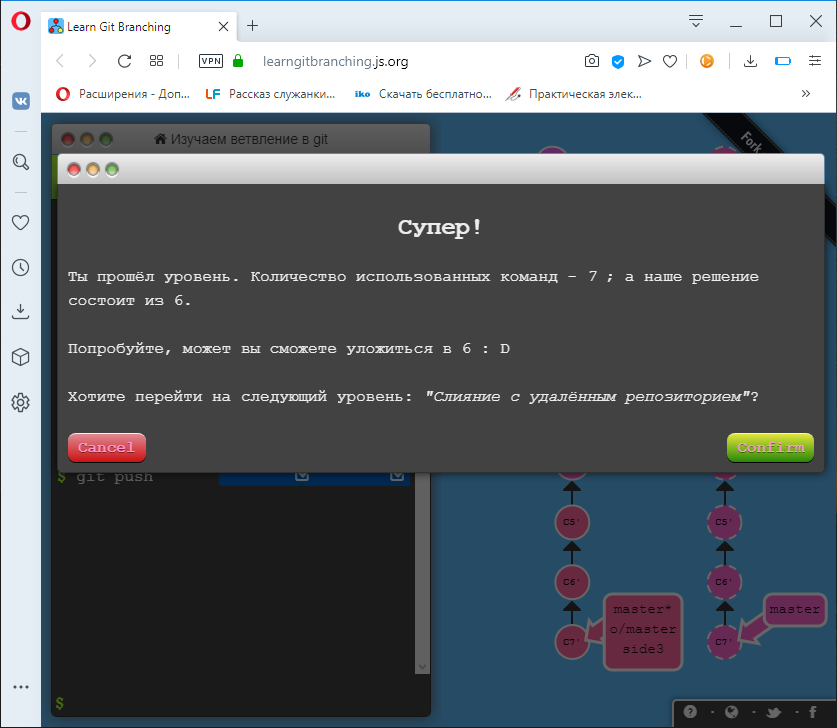 Learn Git Branching
VPN
learngitbranching.js.org
Расширения - Доп...
LF
Рассказ служанки...
iko
Скачать бесплатно...
Практическая элек...
Изучаем ветвление в git
Fork
Супер!
Ты прошёл уровень. Количество использованных команд - 7 ; а наше решение
состоит из 6.
Попробуйте, может вы сможете уложиться в 6 : D
Хотите перейти на следующий уровень: "Слияние с удалённым репозиторием"?
Cancel
Confirm
$ git push
C5'
C5'
C6'
C6'
master*
o/master
side3
master
C7'
C7'
$